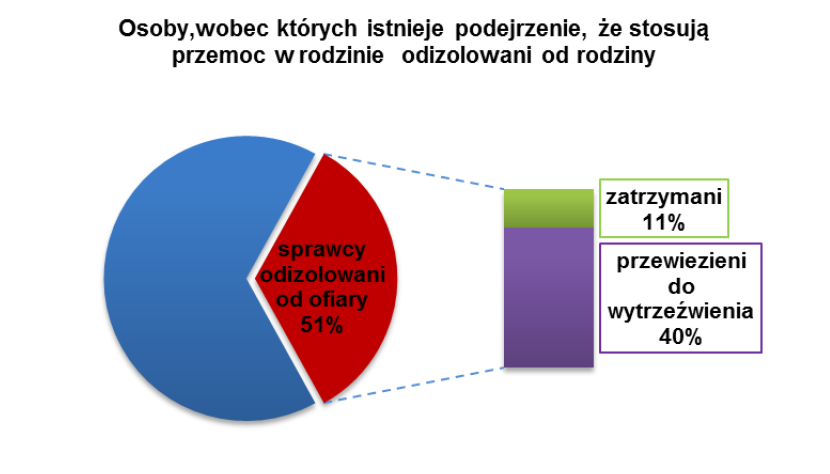 Osoby,wobec których istnieje podejrzenie, że stosują
przemoc w rodzinie odizolowani od rodziny
sprawcy
odizolowani
od ofiary
51%
zatrzymani
11%
przewiezieni
do
wytrzeźwienia
40%